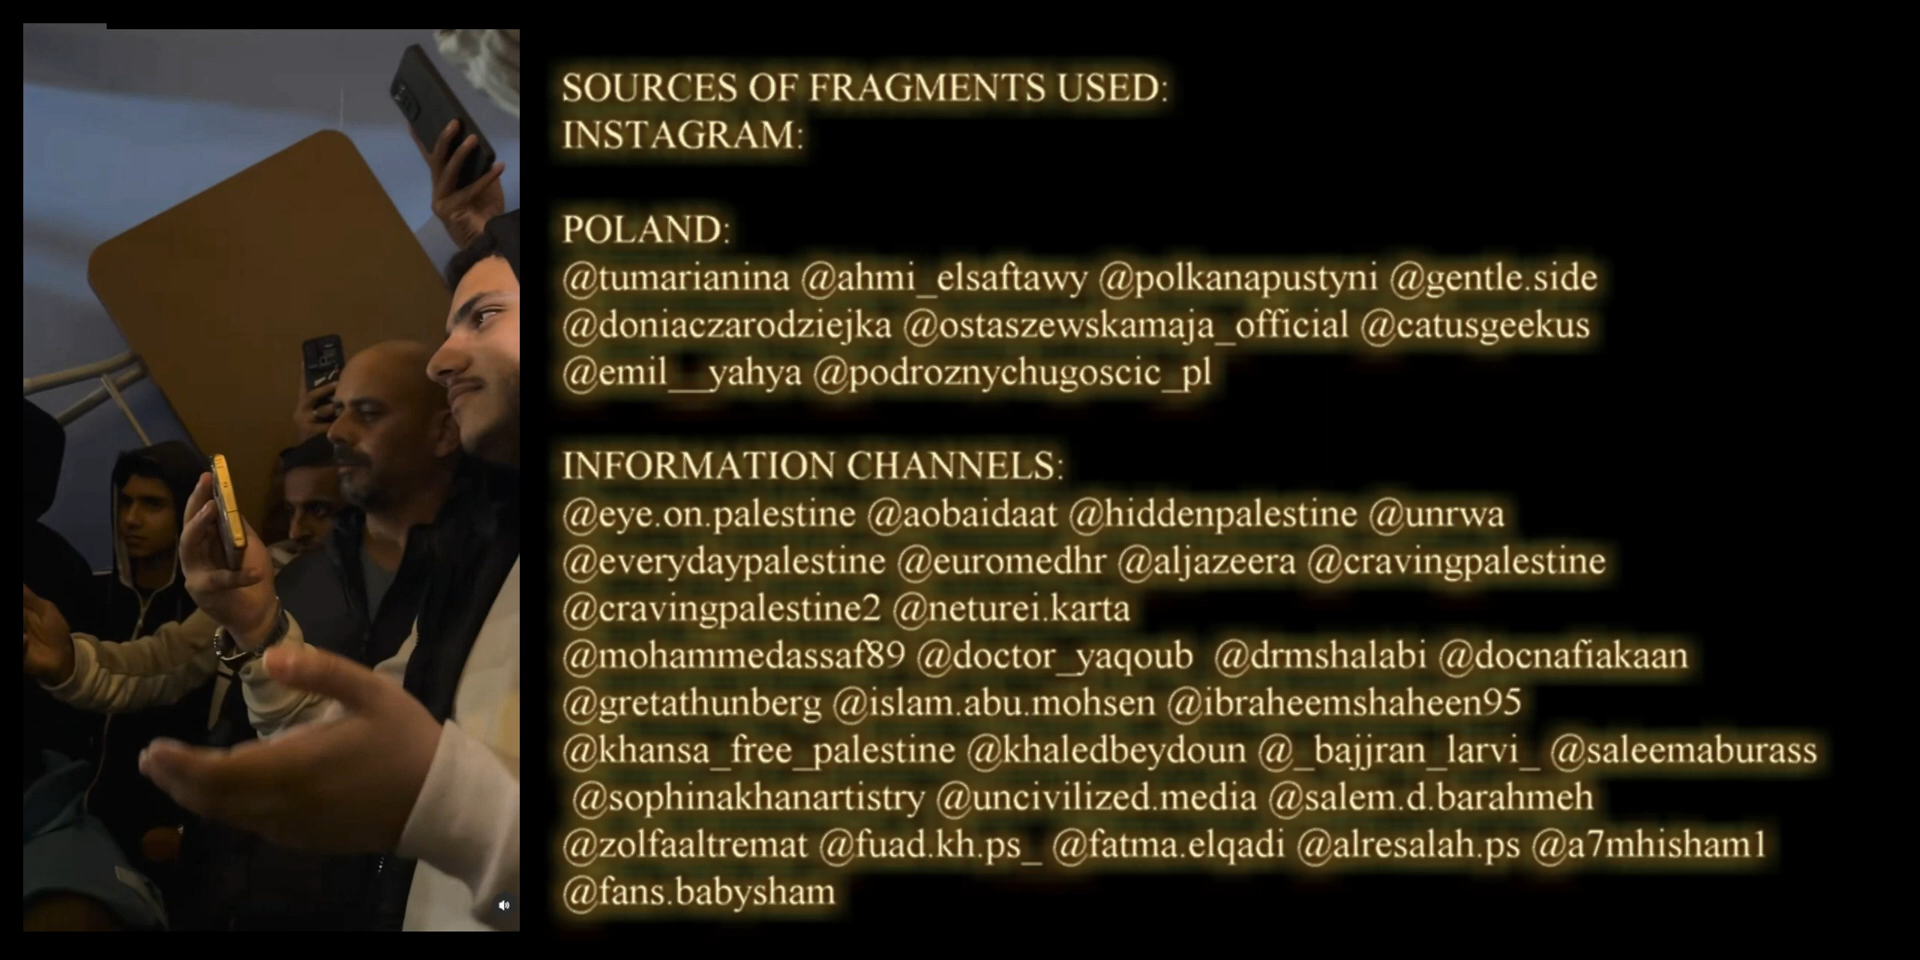 SOURCES OF FRAGMENTS USED:
INSTAGRAM:
POLAND:
@tumarianina @ahmi_elsaftawy @polkanapustyni @gentle.side
@doniaczarodziejka @ostaszewskamaja_official @catusgeekus
@emil__yahya @podroznychugoscic_pl
INFORMATION CHANNELS:
@eye.on.palestine @aobaidaat @hiddenpalestine @unrwa
@everydaypalestine @euromedhr @aljazeera @cravingpalestine
@cravingpalestine2 @neturei.karta
@mohammedassaf89 @doctor_yaqoub @drmshalabi @docnafiakaan
@gretathunberg @islam.abu.mohsen @ibraheemshaheen95
@khansa_free_palestine @khaledbeydoun @_bajjran_larvi_ @saleemaburass
@sophinakhanartistry @uncivilized.media @salem.d.barahmeh
@zolfaaltremat @fuad.kh.ps_ @fatma.elqadi @alresalah.ps @a7mhisham1
@fans.babysham